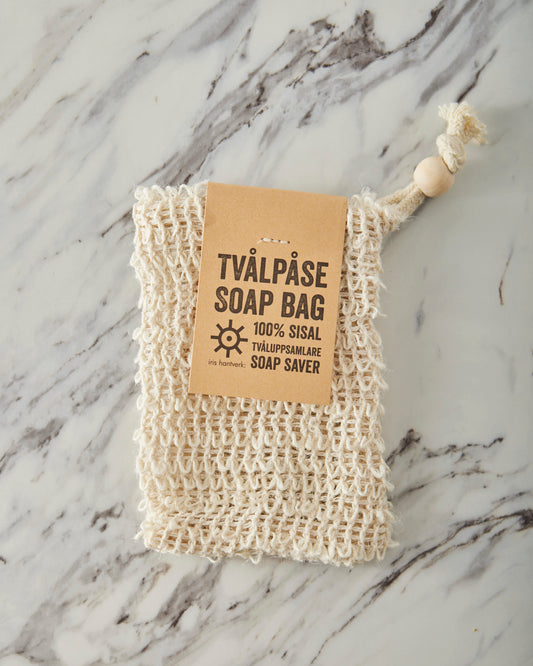 TVÅLPÅSE
SOAP BAG
100% SISAL
TVÅLUPPSAMLARE
iris hantverk:
SOAP SAVER